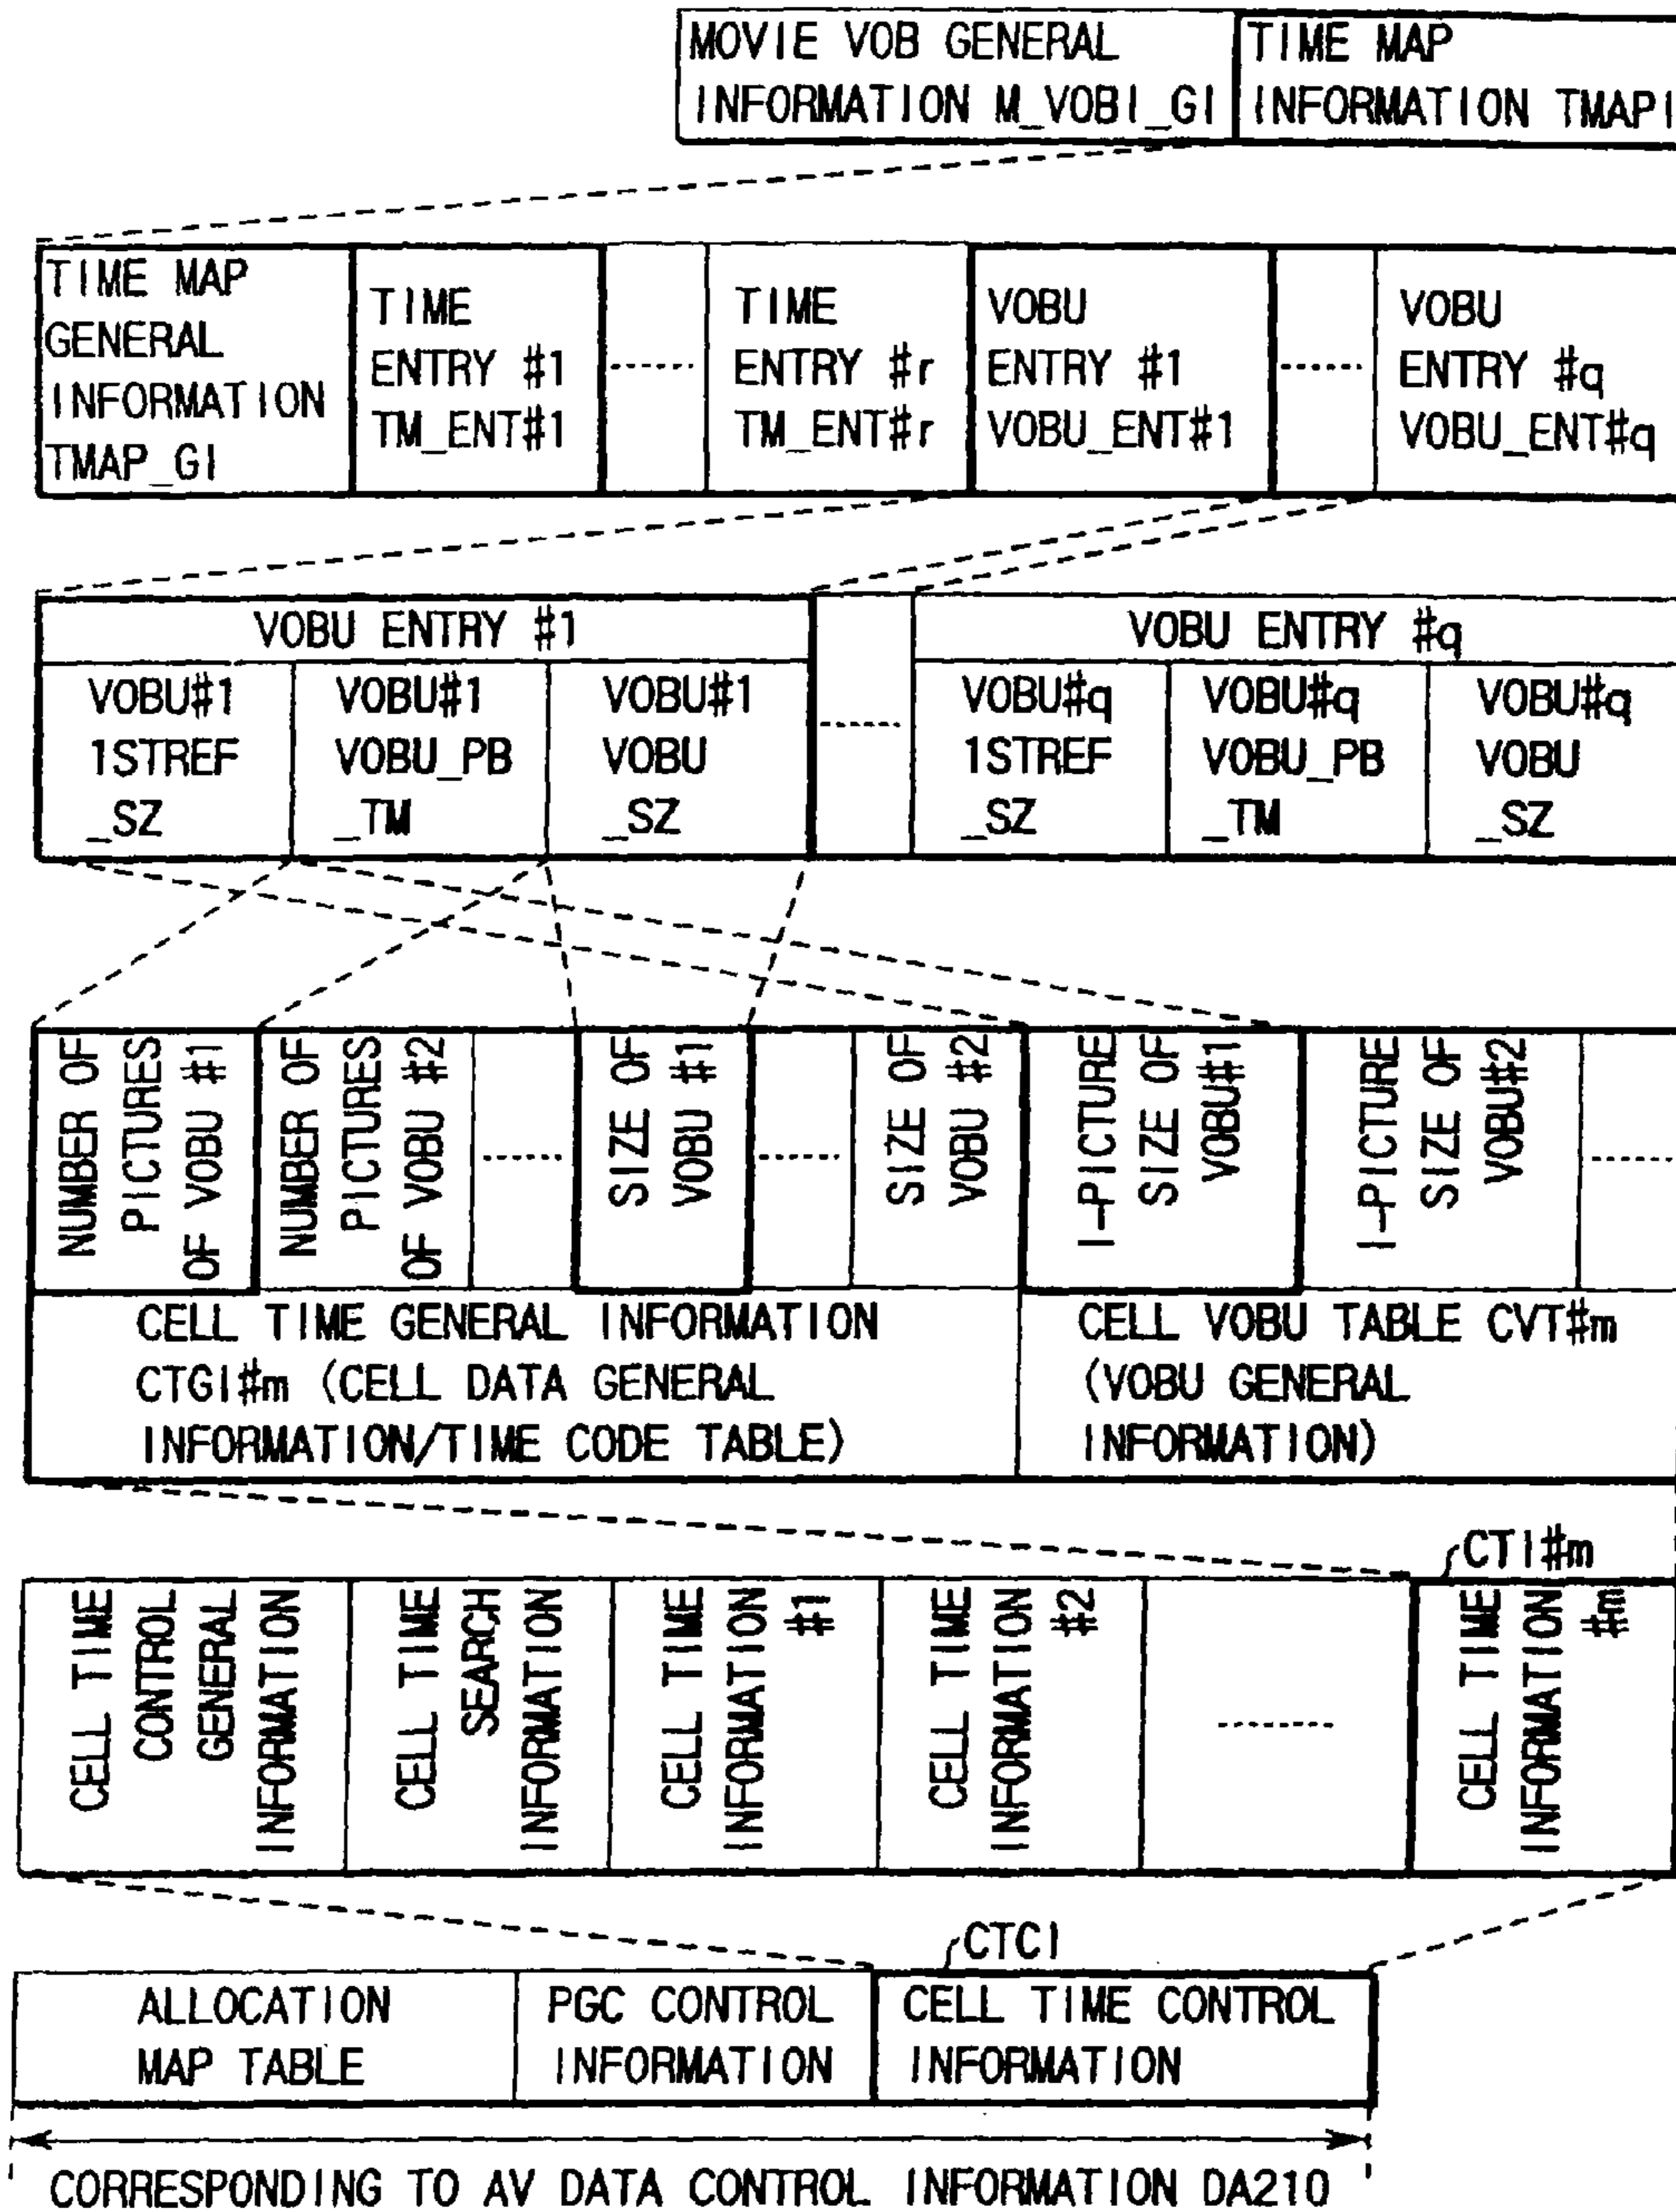 MOVIE VOB GENERAL
INFORMATION M_VOBI_GI
TIME MAP
INFORMATION TMAPI
TIME MAP
GENERAL
INFORMATION
TMAP_GI
TIME
ENTRY #1
TM_ENT#1
TIME
ENTRY #r
TM_ENT#r
VOBU
ENTRY #1
VOBU_ENT#1
VOBU
ENTRY #q
VOBU_ENT#q
VOBU ENTRY #1
VOBU#1
1STREF
_SZ
VOBU#1
VOBU_PB
_TM
VOBU#1
VOBU
_SZ
VOBU ENTRY #q
VOBU#q
1STREF
_SZ
VOBU#q
VOBU_PB
_TM
VOBU#q
VOBU
_SZ
NUMBER OF
PICTURES
OF VOBU #1
NUMBER OF
PICTURES
OF VOBU #2
SIZE OF
VOBU #1
SIZE OF
VOBU #2
I-PICTURE
SIZE OF
VOBU#1
I-PICTURE
SIZE OF
VOBU#2
CELL TIME GENERAL INFORMATION
CTGI#m (CELL DATA GENERAL
INFORMATION/TIME CODE TABLE)
CELL VOBU TABLE CVT#m
(VOBU GENERAL
INFORMATION)
CTI#m
CELL TIME
CONTROL
GENERAL
INFORMATION
CELL TIME
SEARCH
INFORMATION
CELL TIME
INFORMATION
#1
CELL TIME
INFORMATION
#2
CELL TIME
INFORMATION
#m
CTCI
ALLOCATION
MAP TABLE
PGC CONTROL
INFORMATION
CELL TIME CONTROL
INFORMATION
CORRESPONDING TO AV DATA CONTROL INFORMATION DA210